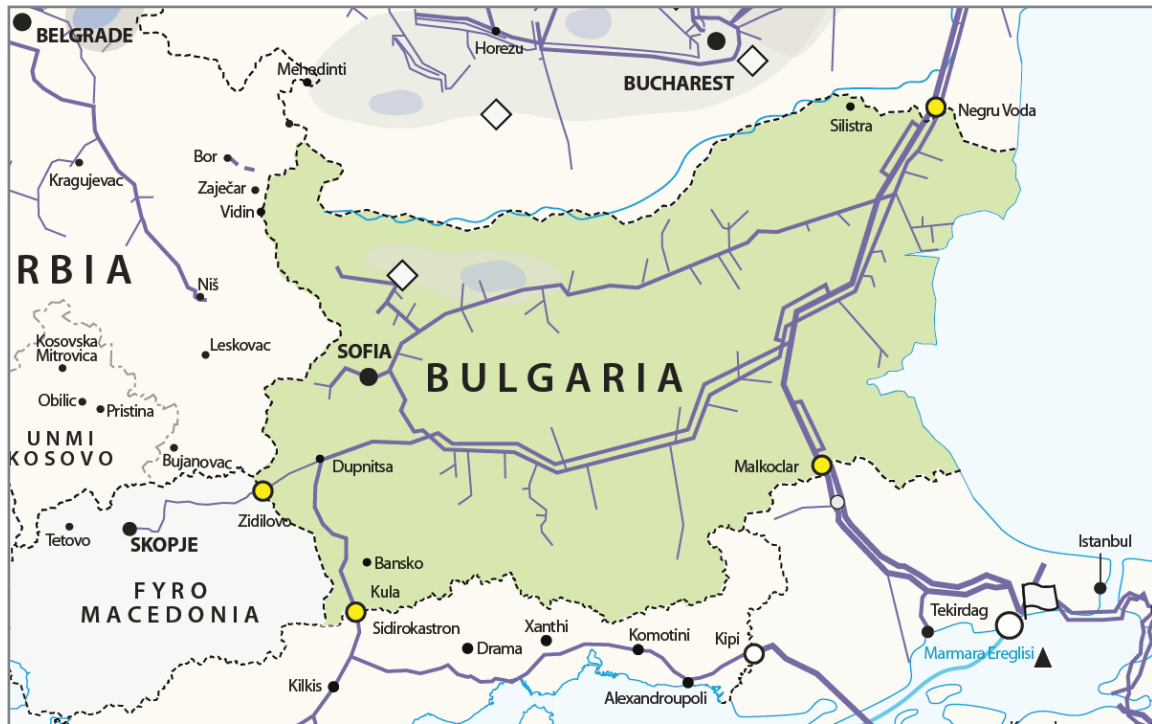 BELGRADE
Horezu
BUCHAREST
Mehedinti
Silistra
Negru Voda
Bor
Kragujevac
Zaječar
Vidin
RBIA
Niš
Kosovska
Mitrovica
Leskovac
SOFIA
BULGARIA
Obilic
Pristina
UNMI
KOSOVO
Bujanovac
Dupnitsa
Malkoclar
Zidilovo
Tetovo
SKOPJE
Istanbul
Bansko
FYRO
MACEDONIA
Kula
Sidirokastron
Xanthi
Drama
Komotini
Kipi
Tekirdag
Marmara Ereglisi
Kilkis
Alexandroupoli